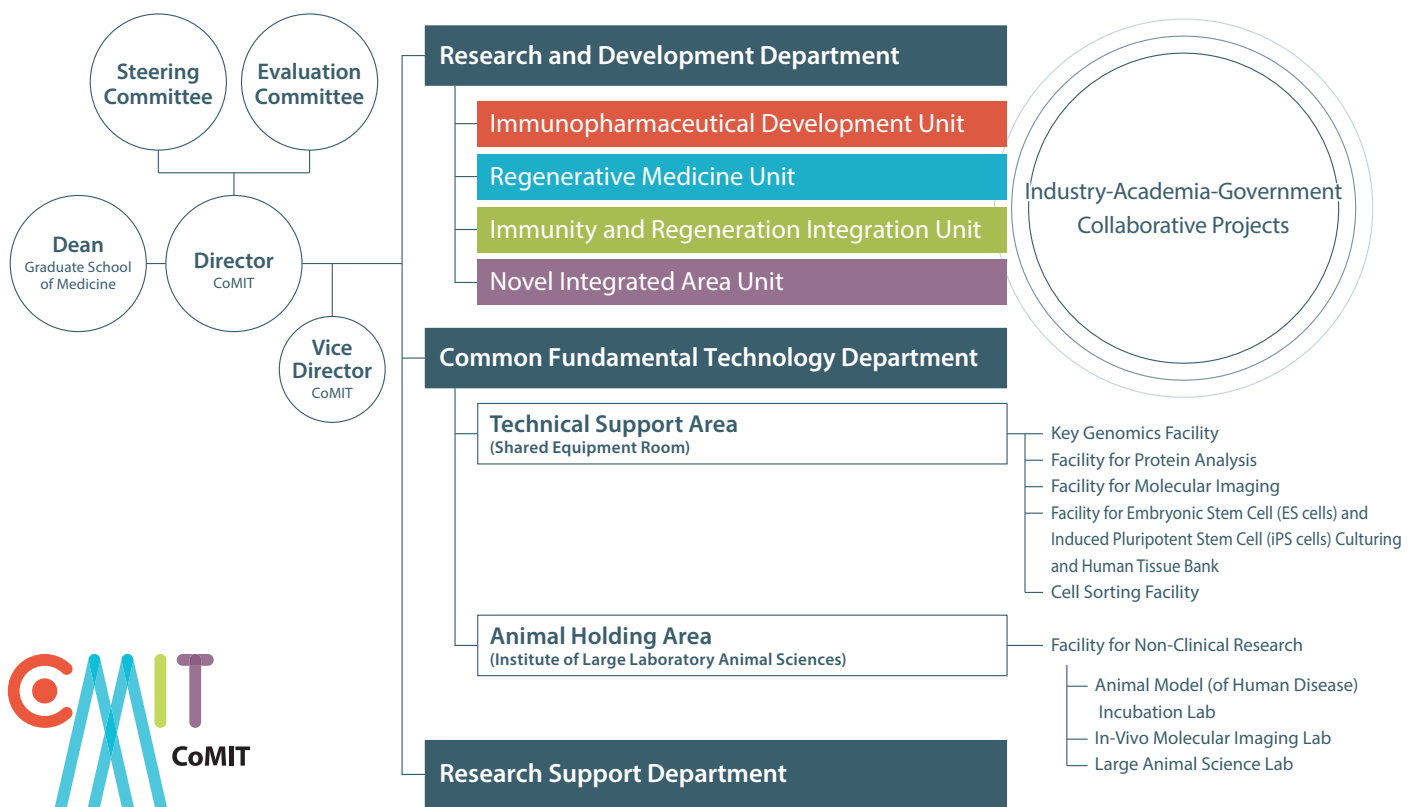 Steering
Committee
Evaluation
Committee
Dean
Graduate School
of Medicine
Director
CoMIT
Vice
Director
CoMIT
Research and Development Department
Immunopharmaceutical Development Unit
Regenerative Medicine Unit
Immunity and Regeneration Integration Unit
Novel Integrated Area Unit
Industry-Academia-Government
Collaborative Projects
Common Fundamental Technology Department
Technical Support Area
(Shared Equipment Room)
Key Genomics Facility
Facility for Protein Analysis
Facility for Molecular Imaging
Facility for Embryonic Stem Cell (ES cells) and
Induced Pluripotent Stem Cell (iPS cells) Culturing
and Human Tissue Bank
Cell Sorting Facility
Animal Holding Area
(Institute of Large Laboratory Animal Sciences)
Facility for Non-Clinical Research
Animal Model (of Human Disease)
Incubation Lab
In-Vivo Molecular Imaging Lab
Large Animal Science Lab
Research Support Department
CMIT
CoMIT